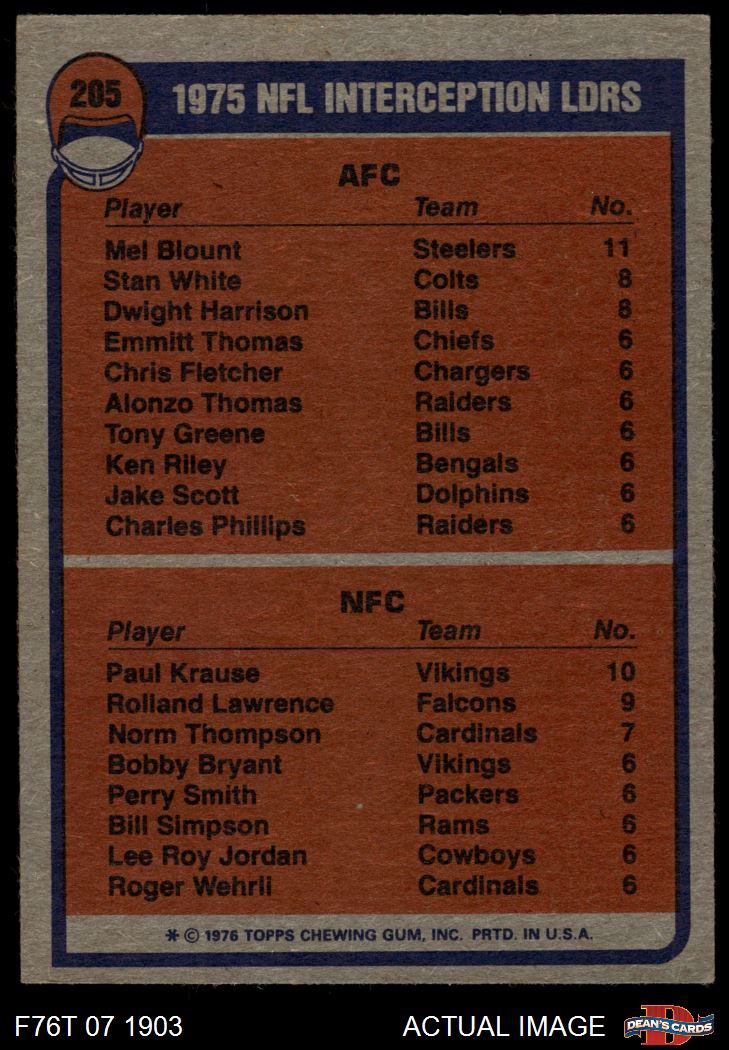 205
1975 NFL INTERCEPTION LDRS
AFC
Player Team No.
Mel Blount Steelers 11
Stan White Colts 8
Dwight Harrison Bills 8
Emmitt Thomas Chiefs 6
Chris Fletcher Chargers 6
Alonzo Thomas Raiders 6
Tony Greene Bills 6
Ken Riley Bengals 6
Jake Scott Dolphins 6
Charles Phillips Raiders 6
NFC
Player Team No.
Paul Krause Vikings 10
Rolland Lawrence Falcons 9
Norm Thompson Cardinals 7
Bobby Bryant Vikings 6
Perry Smith Packers 6
Bill Simpson Rams 6
Lee Roy Jordan Cowboys 6
Roger Wehrli Cardinals 6
* © 1976 TOPPS CHEWING GUM, INC. PRTD. IN U.S.A.
F76T 07 1903 ACTUAL IMAGE D DEAN'S CARDS